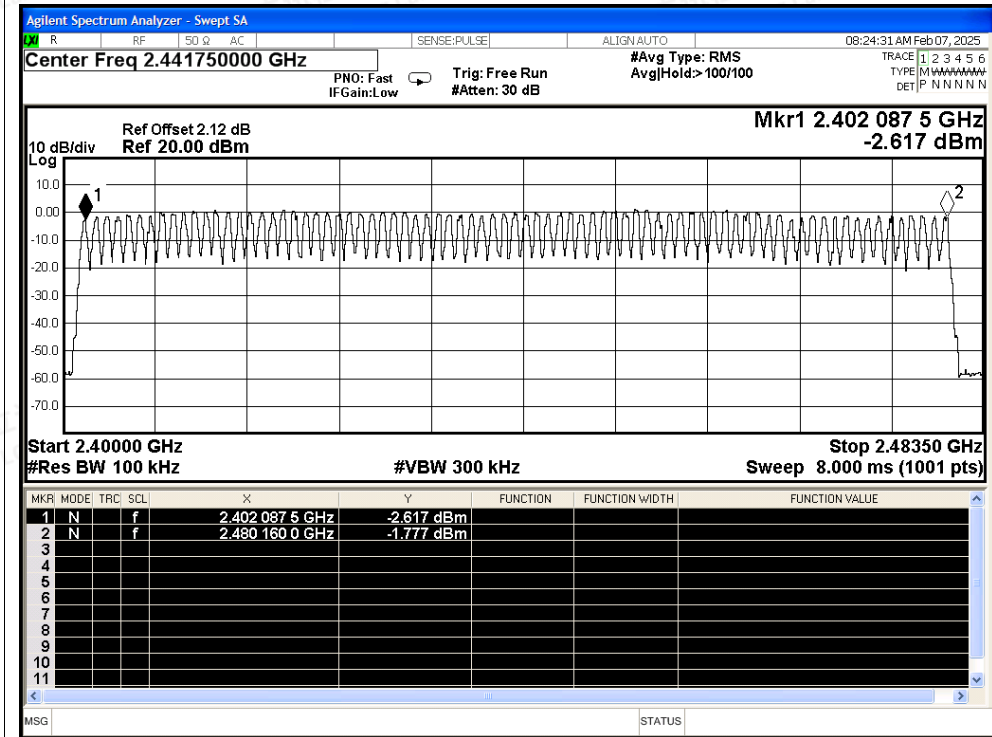 Agilent Spectrum Analyzer - Swept SA
LXI R RF 50 Ω AC SENSE:PULSE ALIGN AUTO 08:24:31 AM Feb 07, 2025
Center Freq 2.441750000 GHz #Avg Type: RMS TRACE 1 2 3 4 5 6
PNO: Fast Trig: Free Run Avg|Hold:>100/100 TYPE M
IFGain:Low #Atten: 30 dB DET P N N N N N
Mkr1 2.402 087 5 GHz
Ref Offset 2.12 dB
10 dB/div Ref 20.00 dBm -2.617 dBm
Log
10.0
1
2
0.00
-10.0
-20.0
-30.0
-40.0
-50.0
-60.0
-70.0
Start 2.40000 GHz Stop 2.48350 GHz
#Res BW 100 kHz #VBW 300 kHz Sweep 8.000 ms (1001 pts)
MKR MODE TRC SCL X Y FUNCTION FUNCTION WIDTH FUNCTION VALUE
1 N f 2.402 087 5 GHz -2.617 dBm
2 N f 2.480 160 0 GHz -1.777 dBm
3
4
5
6
7
8
9
10
11
MSG STATUS